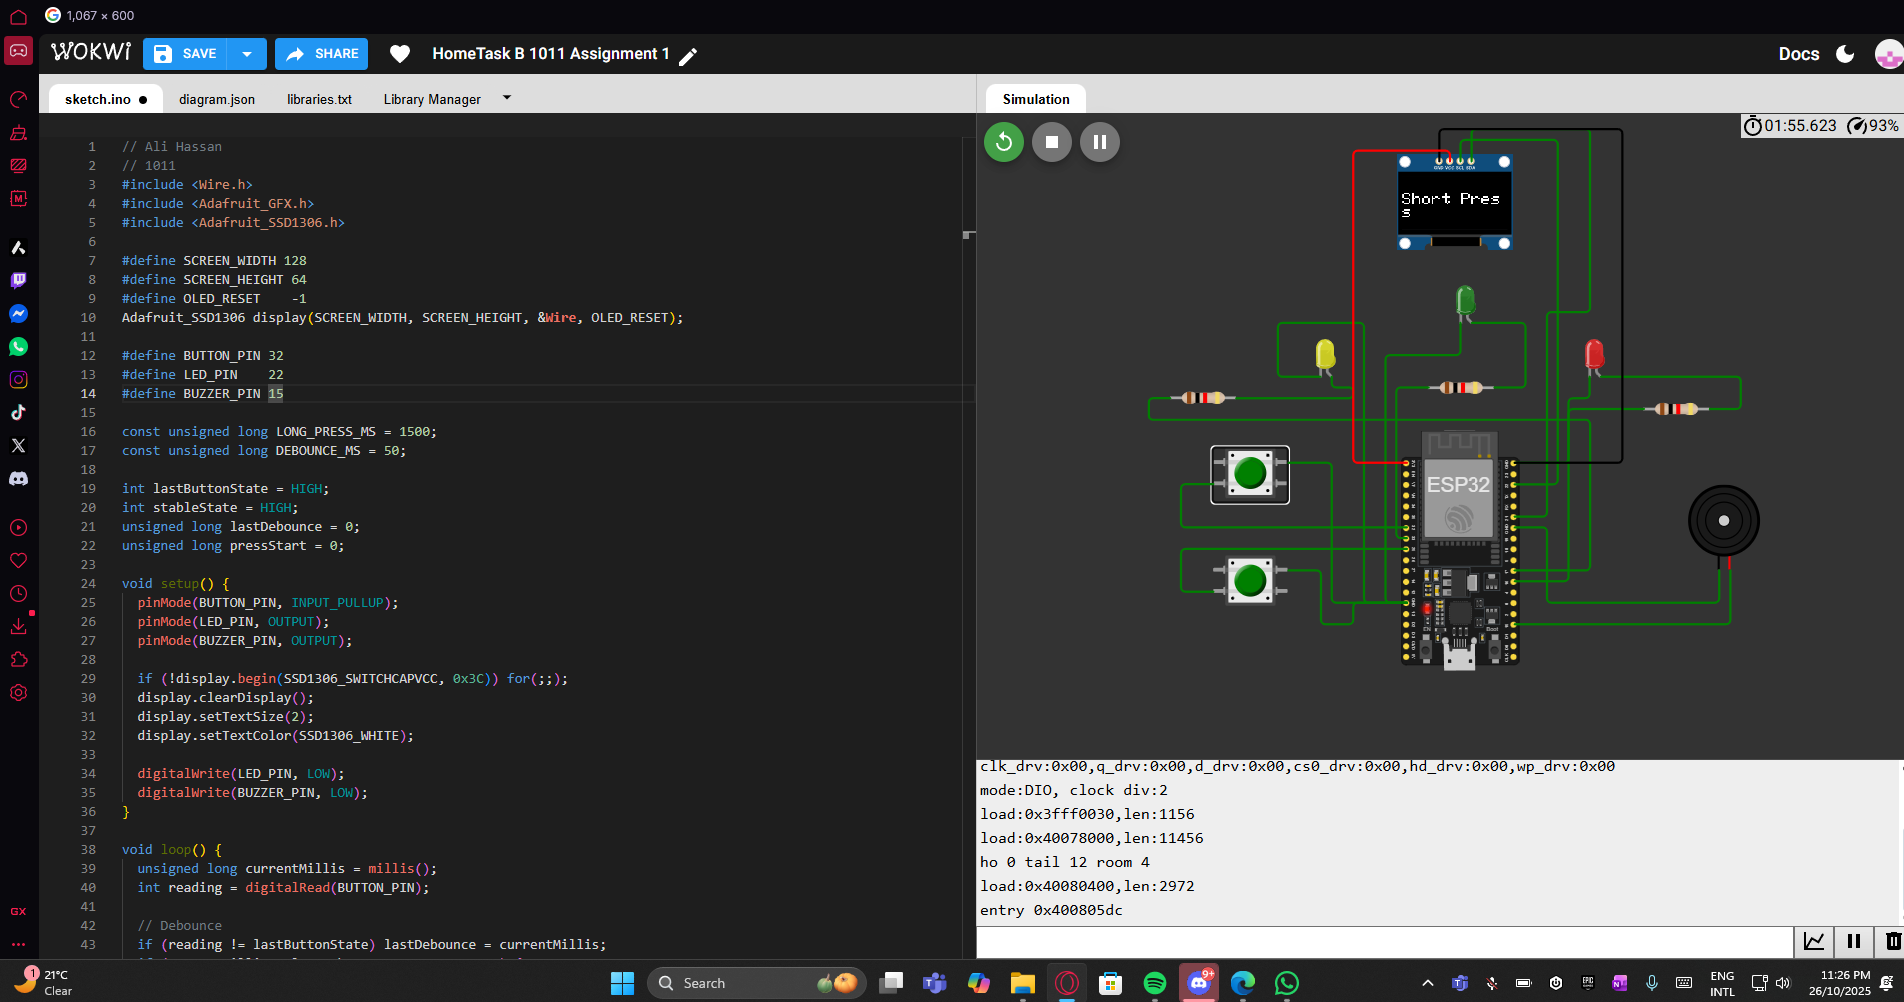 1,067 × 600
WOKWI
SAVE
SHARE
HomeTask B 1011 Assignment 1
Docs
sketch.ino
diagram.json
libraries.txt
Library Manager
Simulation
01:55.623
93%
1 // Ali Hassan
2 // 1011
3 #include <Wire.h>
4 #include <Adafruit_GFX.h>
5 #include <Adafruit_SSD1306.h>
6
7 #define SCREEN_WIDTH 128
8 #define SCREEN_HEIGHT 64
9 #define OLED_RESET    -1
10 Adafruit_SSD1306 display(SCREEN_WIDTH, SCREEN_HEIGHT, &Wire, OLED_RESET);
11
12 #define BUTTON_PIN 32
13 #define LED_PIN    22
14 #define BUZZER_PIN 15
15
16 const unsigned long LONG_PRESS_MS = 1500;
17 const unsigned long DEBOUNCE_MS = 50;
18
19 int lastButtonState = HIGH;
20 int stableState = HIGH;
21 unsigned long lastDebounce = 0;
22 unsigned long pressStart = 0;
23
24 void setup() {
25   pinMode(BUTTON_PIN, INPUT_PULLUP);
26   pinMode(LED_PIN, OUTPUT);
27   pinMode(BUZZER_PIN, OUTPUT);
28
29   if (!display.begin(SSD1306_SWITCHCAPVCC, 0x3C)) for(;;);
30   display.clearDisplay();
31   display.setTextSize(2);
32   display.setTextColor(SSD1306_WHITE);
33
34   digitalWrite(LED_PIN, LOW);
35   digitalWrite(BUZZER_PIN, LOW);
36 }
37
38 void loop() {
39   unsigned long currentMillis = millis();
40   int reading = digitalRead(BUTTON_PIN);
41
42   // Debounce
43   if (reading != lastButtonState) lastDebounce = currentMillis;
GND VCC SCL SDA
Short Pres
s
ESP32
EN
Boot
clk_drv:0x00,q_drv:0x00,d_drv:0x00,cs0_drv:0x00,hd_drv:0x00,wp_drv:0x00
mode:DIO, clock div:2
load:0x3fff0030,len:1156
load:0x40078000,len:11456
ho 0 tail 12 room 4
load:0x40080400,len:2972
entry 0x400805dc
GX
1
21°C
Clear
Search
9+
ENG
INTL
11:26 PM
26/10/2025